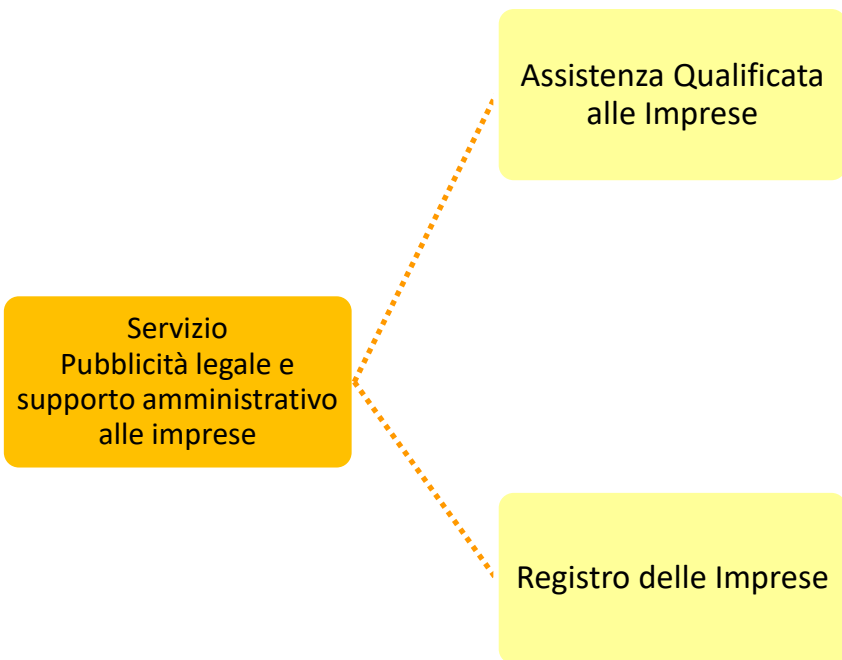 Assistenza Qualificata
alle Imprese
Servizio
Pubblicità legale e
supporto amministrativo
alle imprese
Registro delle Imprese